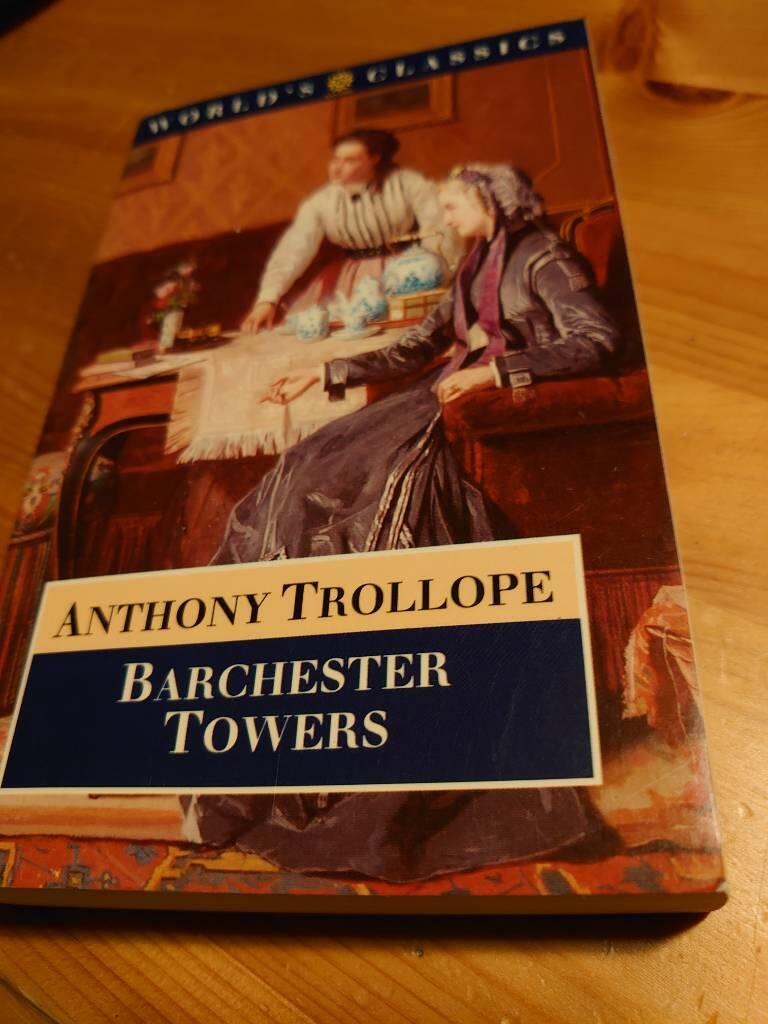 WORLD'S CLASSICS
ANTHONY TROLLOPE
BARCHESTER
TOWERS